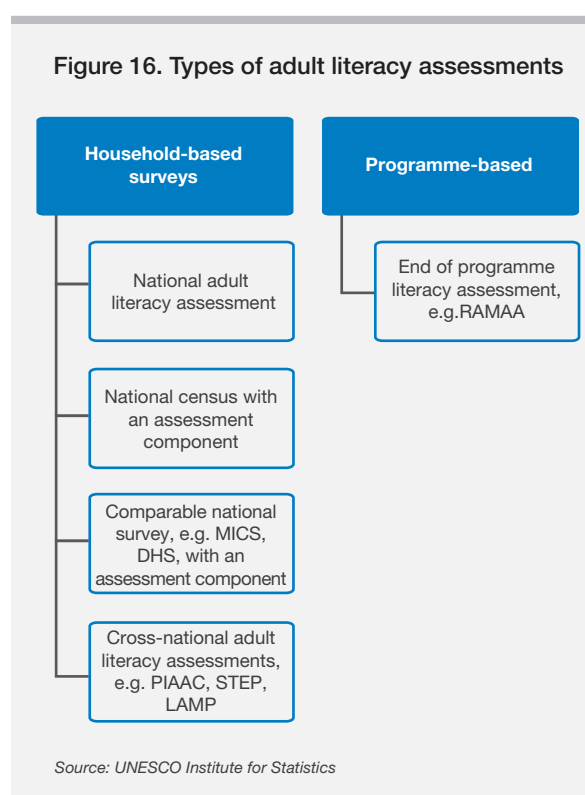 Figure 16. Types of adult literacy assessments
Household-based
surveys
National adult
literacy assessment
National census with
an assessment
component
Comparable national
survey, e.g. MICS,
DHS, with an
assessment component
Cross-national adult
literacy assessments,
e.g. PIAAC, STEP,
LAMP
Programme-based
End of programme
literacy assessment,
e.g.RAMAA
Source: UNESCO Institute for Statistics